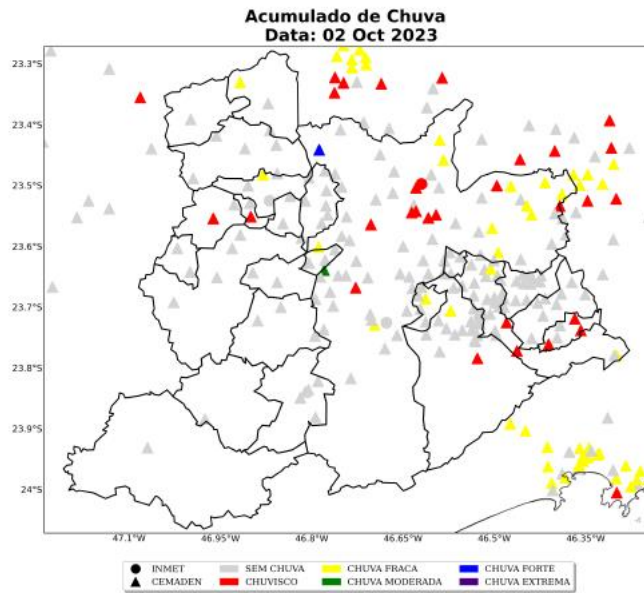 Acumulado de Chuva
Data: 02 Oct 2023
23.3°S
23.4°S
23.5°S
23.6°S
23.7°S
23.8°S
23.9°S
24°S
47.1°W
46.95°W
46.8°W
46.65°W
46.5°W
46.35°W
INMET
SEM CHUVA
CHUVA FRACA
CHUVA FORTE
CEMADEN
CHUVISCO
CHUVA MODERADA
CHUVA EXTREMA